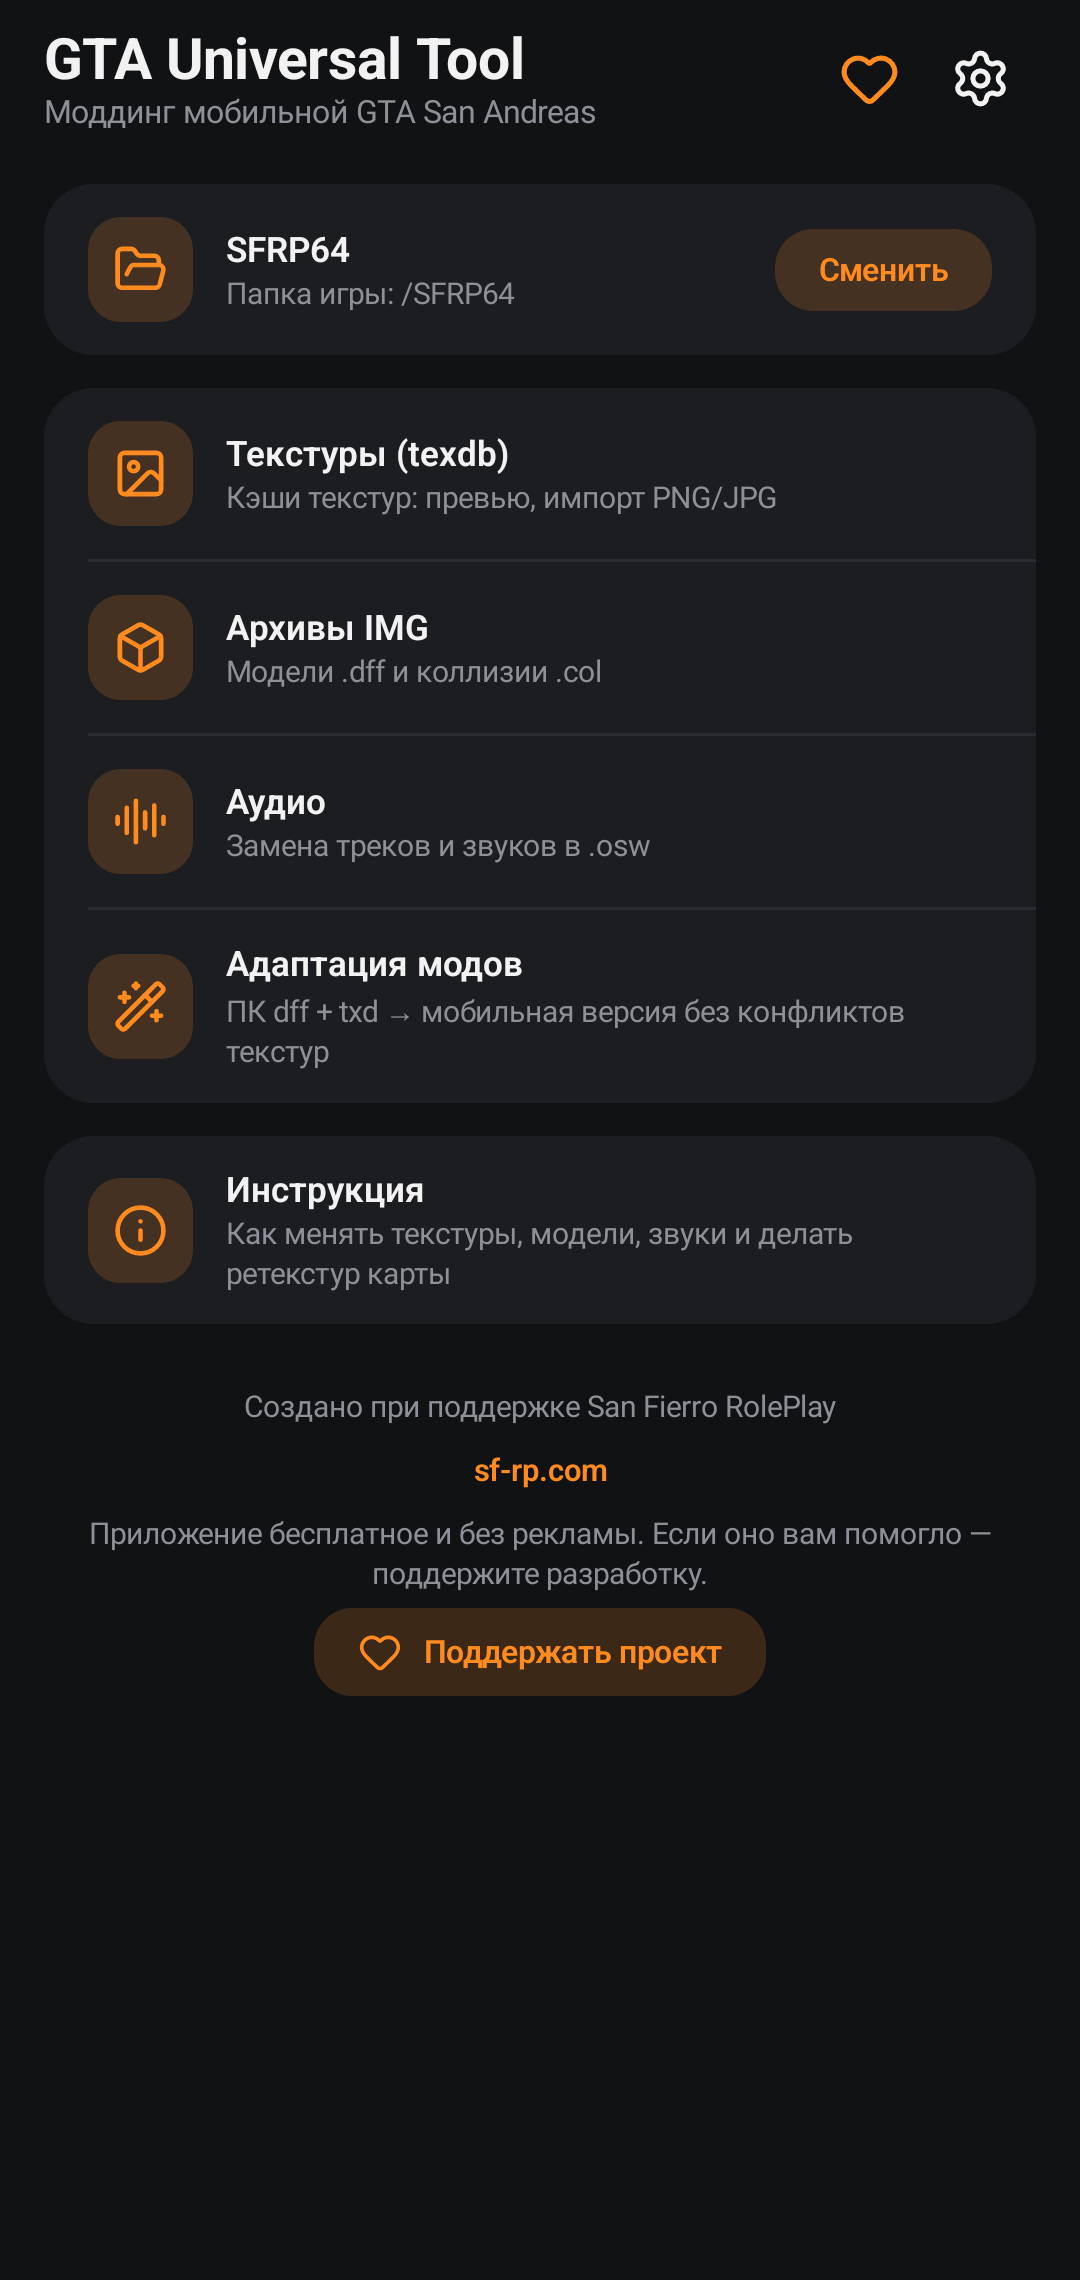 GTA Universal Tool
Моддинг мобильной GTA San Andreas
SFRP64
Папка игры: /SFRP64
Сменить
Текстуры (texdb)
Кэши текстур: превью, импорт PNG/JPG
Архивы IMG
Модели .dff и коллизии .col
Аудио
Замена треков и звуков в .osw
Адаптация модов
ПК dff + txd → мобильная версия без конфликтов
текстур
Инструкция
Как менять текстуры, модели, звуки и делать
ретекстур карты
Создано при поддержке San Fierro RolePlay
sf-rp.com
Приложение бесплатное и без рекламы. Если оно вам помогло —
поддержите разработку.
Поддержать проект